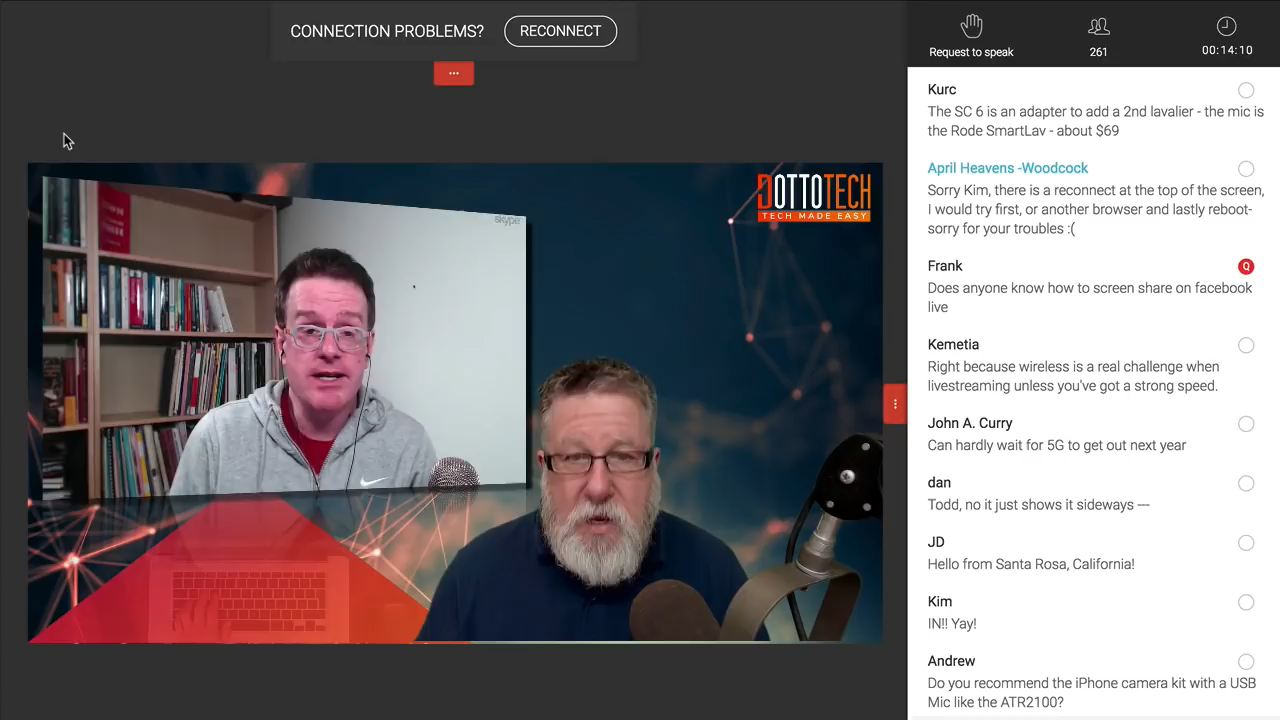 CONNECTION PROBLEMS?
RECONNECT
Request to speak
261
00:14:10
DOTTOTECH
TECH MADE EASY
skype
Kurc
The SC 6 is an adapter to add a 2nd lavalier - the mic is
the Rode SmartLav - about $69
April Heavens -Woodcock
Sorry Kim, there is a reconnect at the top of the screen,
I would try first, or another browser and lastly reboot-
sorry for your troubles :(
Frank
Q
Does anyone know how to screen share on facebook
live
Kemetia
Right because wireless is a real challenge when
livestreaming unless you've got a strong speed.
John A. Curry
Can hardly wait for 5G to get out next year
dan
Todd, no it just shows it sideways ---
JD
Hello from Santa Rosa, California!
Kim
IN!! Yay!
Andrew
Do you recommend the iPhone camera kit with a USB
Mic like the ATR2100?